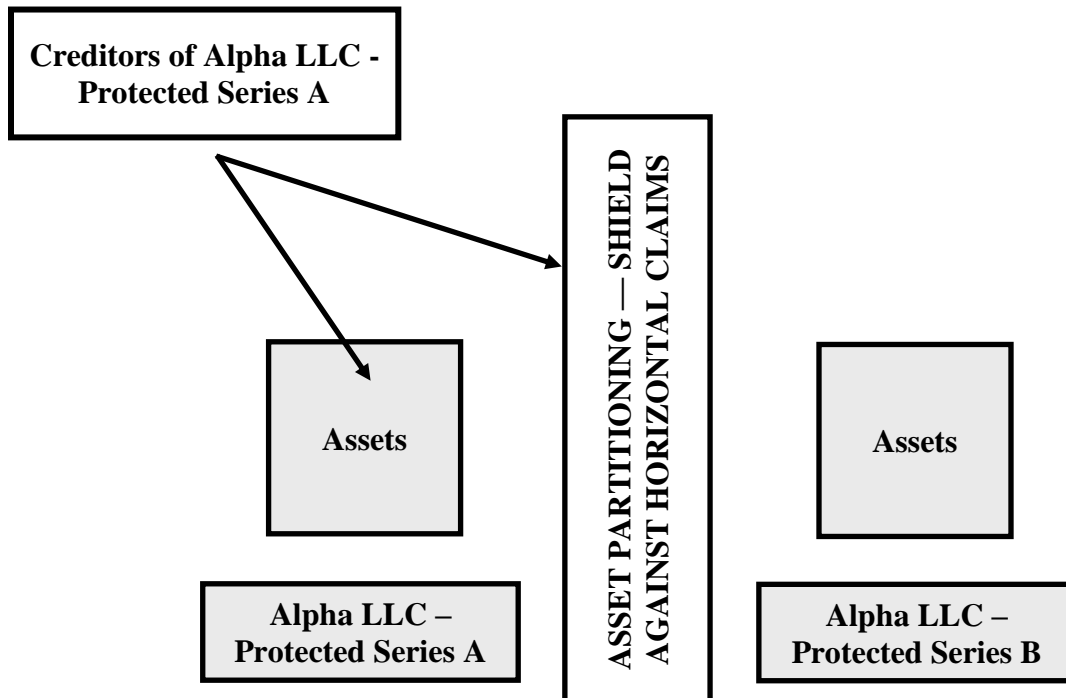 Creditors of Alpha LLC -
Protected Series A
ASSET PARTITIONING — SHIELD
AGAINST HORIZONTAL CLAIMS
Assets
Assets
Alpha LLC –
Protected Series A
Alpha LLC –
Protected Series B